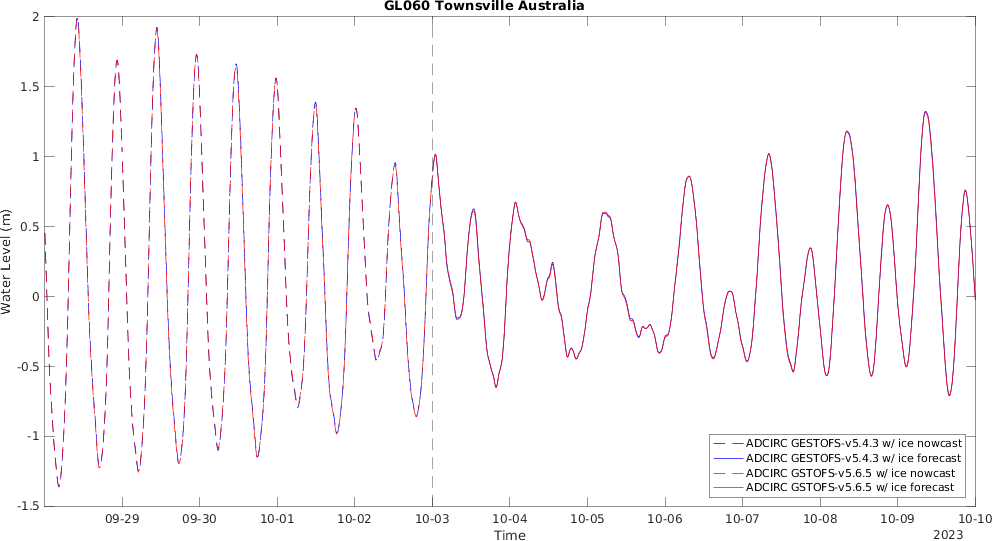 GL060 Townsville Australia
Water Level (m)
2
1.5
1
0.5
0
-0.5
-1
-1.5
ADCIRC GESTOFS-v5.4.3 w/ ice nowcast
ADCIRC GESTOFS-v5.4.3 w/ ice forecast
ADCIRC GSTOFS-v5.6.5 w/ ice nowcast
ADCIRC GSTOFS-v5.6.5 w/ ice forecast
09-29 09-30 10-01 10-02 10-03 10-04 10-05 10-06 10-07 10-08 10-09 10-10
Time
2023